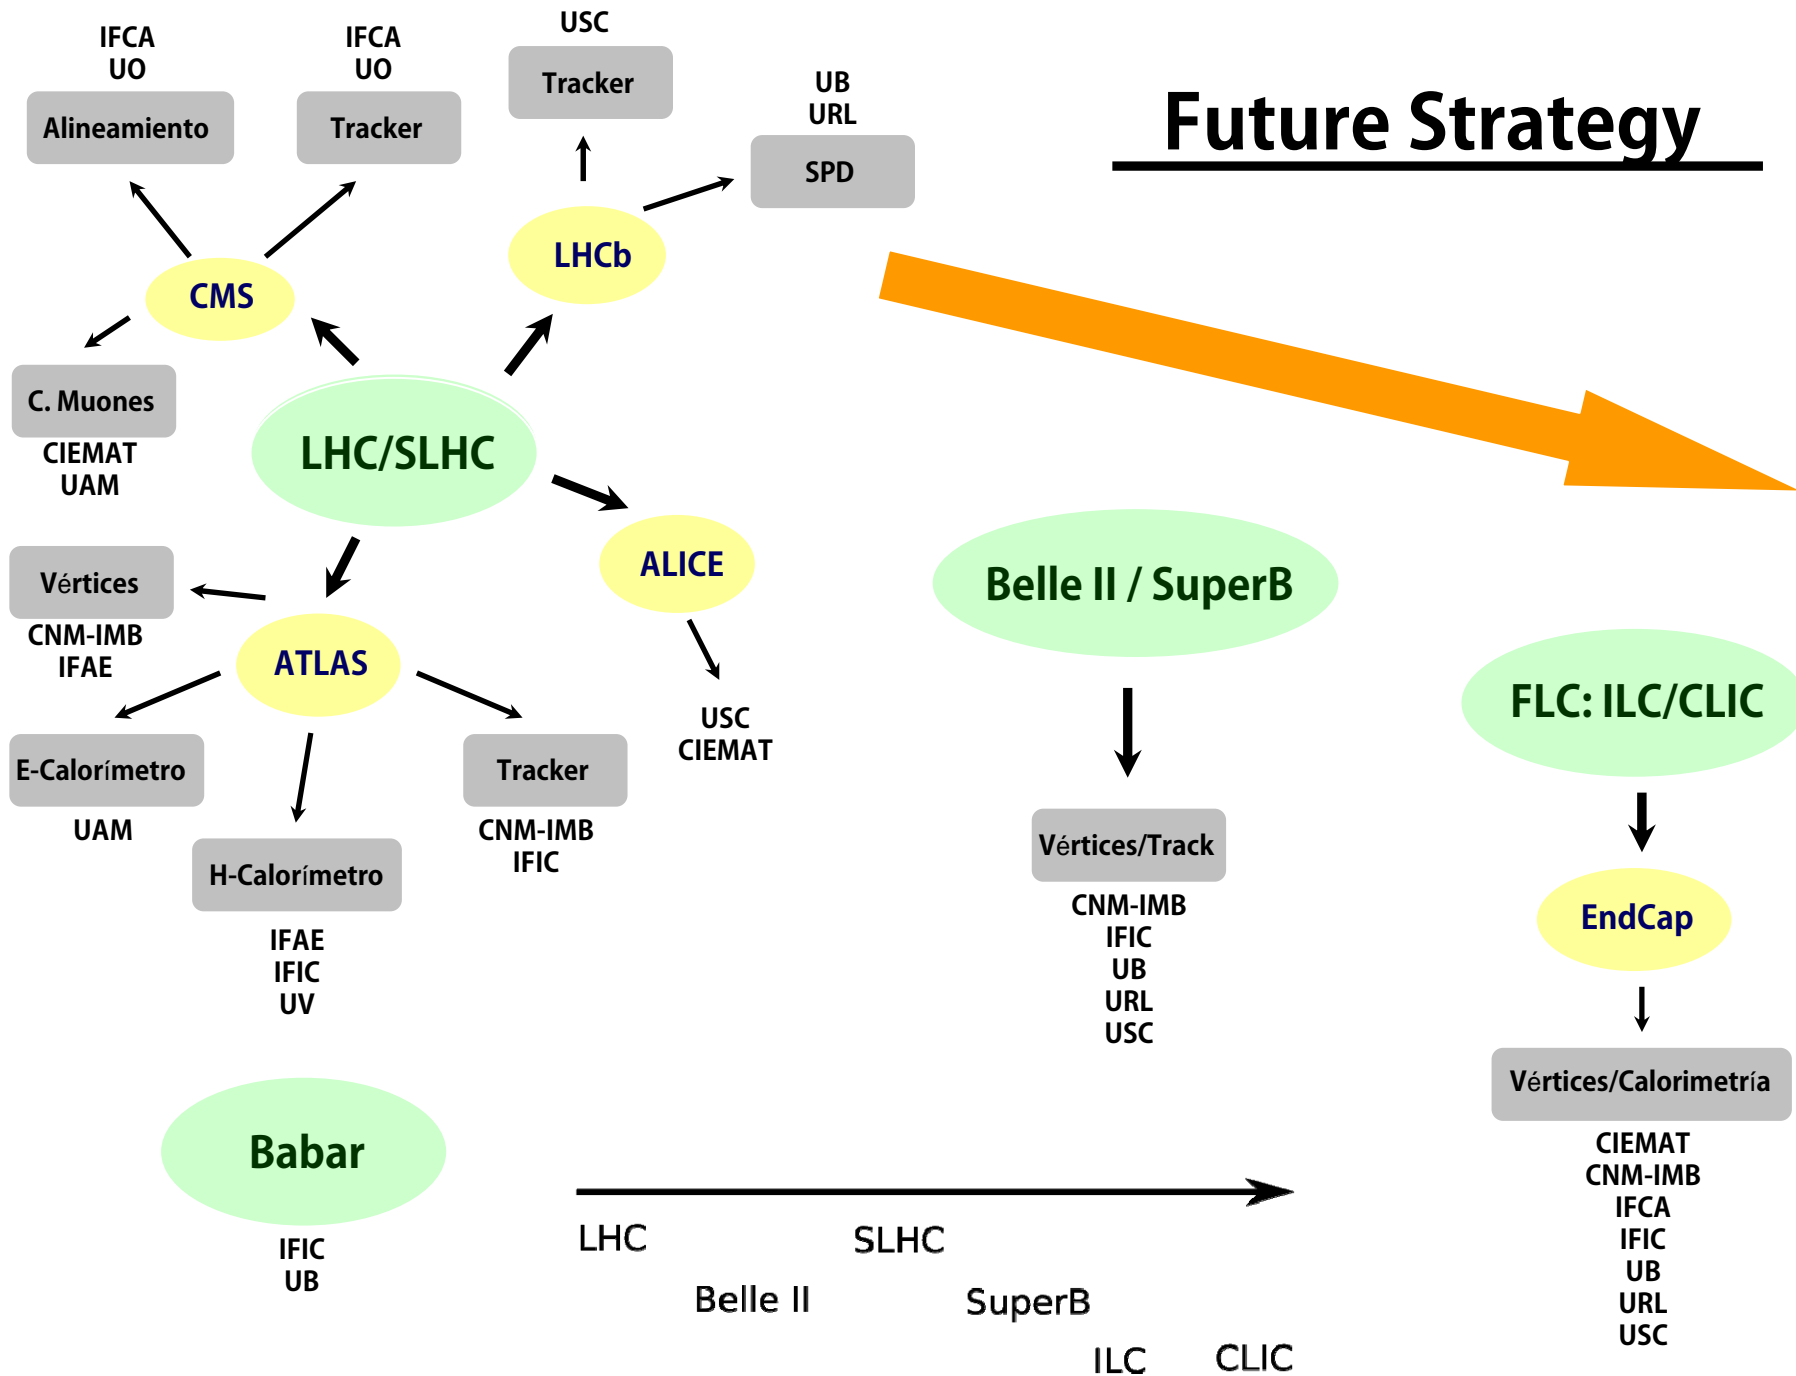 Future Strategy
IFCA
UO
Alineamiento
IFCA
UO
Tracker
USC
Tracker
UB
URL
SPD
LHCb
CMS
C. Muones
CIEMAT
UAM
LHC/SLHC
ALICE
USC
CIEMAT
Vértices
CNM-IMB
IFAE
ATLAS
E-Calorímetro
UAM
H-Calorímetro
IFAE
IFIC
UV
Tracker
CNM-IMB
IFIC
Belle II / SuperB
Vértices/Track
CNM-IMB
IFIC
UB
URL
USC
FLC: ILC/CLIC
EndCap
Vértices/Calorimetría
CIEMAT
CNM-IMB
IFCA
IFIC
UB
URL
USC
Babar
IFIC
UB
LHC
SLHC
Belle II
SuperB
ILC
CLIC